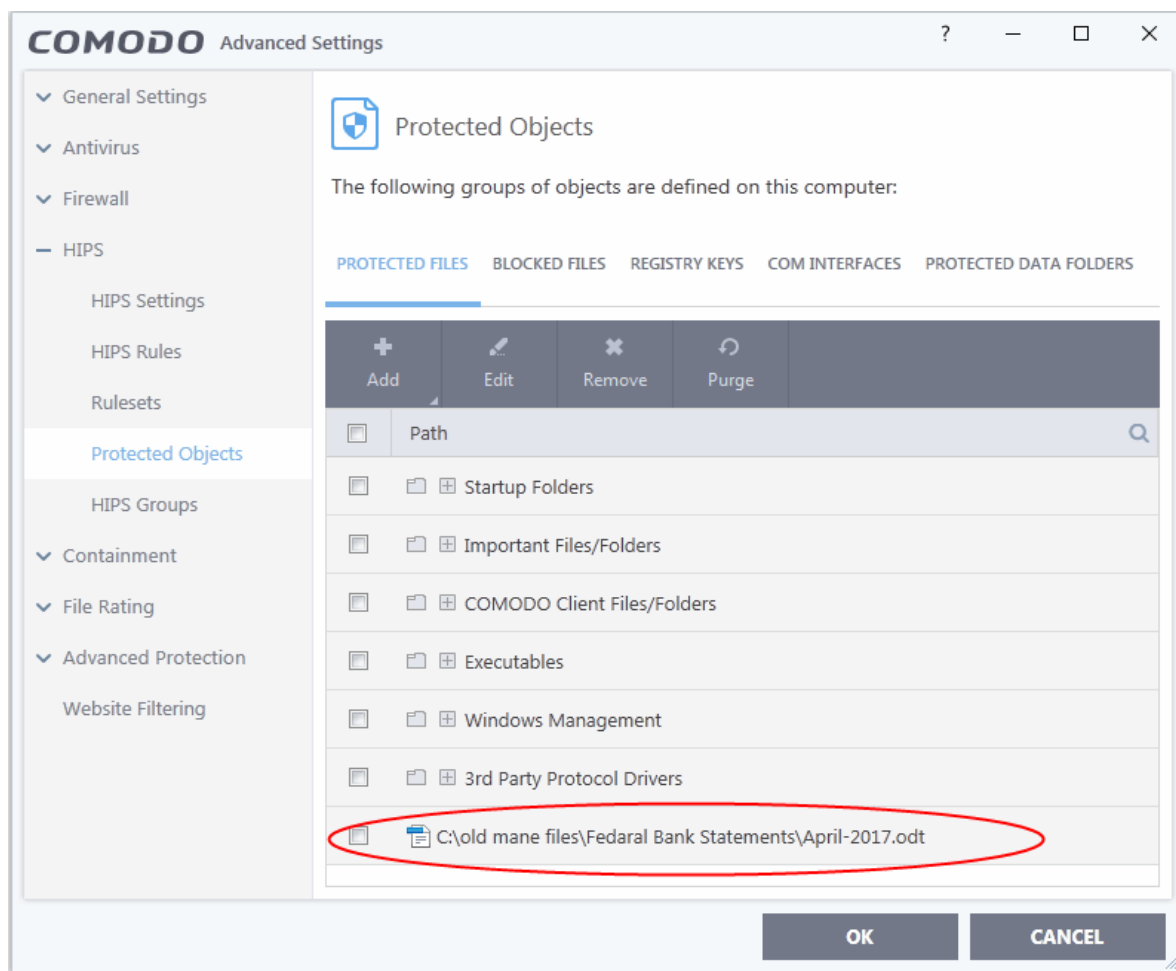 COMODO Advanced Settings ?
General Settings
Antivirus
Firewall
HIPS
HIPS Settings
HIPS Rules
Rulesets
Protected Objects
HIPS Groups
Containment
File Rating
Advanced Protection
Website Filtering
Protected Objects
The following groups of objects are defined on this computer:
PROTECTED FILES BLOCKED FILES REGISTRY KEYS COM INTERFACES PROTECTED DATA FOLDERS
Add Edit Remove Purge
Path
Startup Folders
Important Files/Folders
COMODO Client Files/Folders
Executables
Windows Management
3rd Party Protocol Drivers
C:\old mane files\Fedaral Bank Statements\April-2017.odt
OK CANCEL